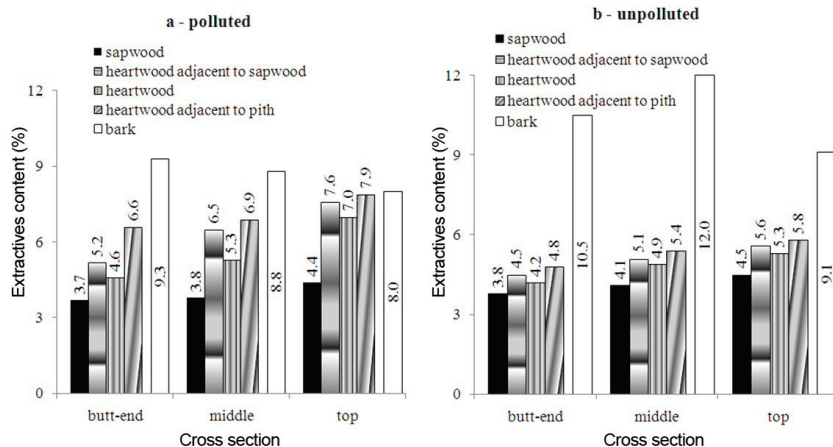 a - polluted
sapwood
heartwood adjacent to sapwood
heartwood
heartwood adjacent to pith
bark
Extractives content (%)
12
9
6
3
0
3.7
5.2
4.6
6.6
9.3
3.8
6.5
5.3
6.9
8.8
4.4
7.6
7.0
7.9
8.0
butt-end
middle
top
Cross section
b - unpolluted
sapwood
heartwood adjacent to sapwood
heartwood
heartwood adjacent to pith
bark
Extractives content (%)
12
9
6
3
0
3.8
4.5
4.2
4.8
10.5
4.1
5.1
4.9
5.4
12.0
4.5
5.6
5.3
5.8
9.1
butt-end
middle
top
Cross section